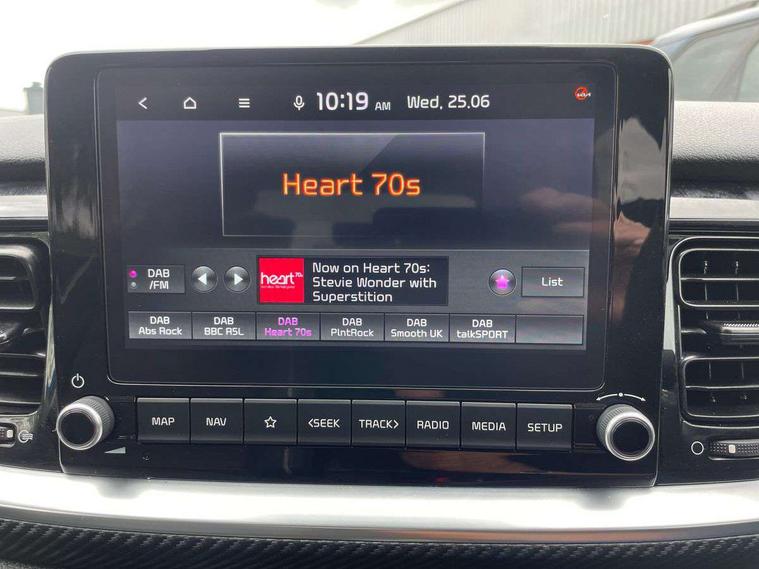 10:19 AM Wed, 25.06
Heart 70s
DAB
/FM
heart 70s
Now on Heart 70s:
Stevie Wonder with
Superstition
List
DAB
Abs Rock
DAB
BBC R5L
DAB
Heart 70s
DAB
PlntRock
DAB
Smooth UK
DAB
talkSPORT
MAP
NAV
<SEEK
TRACK>
RADIO
MEDIA
SETUP